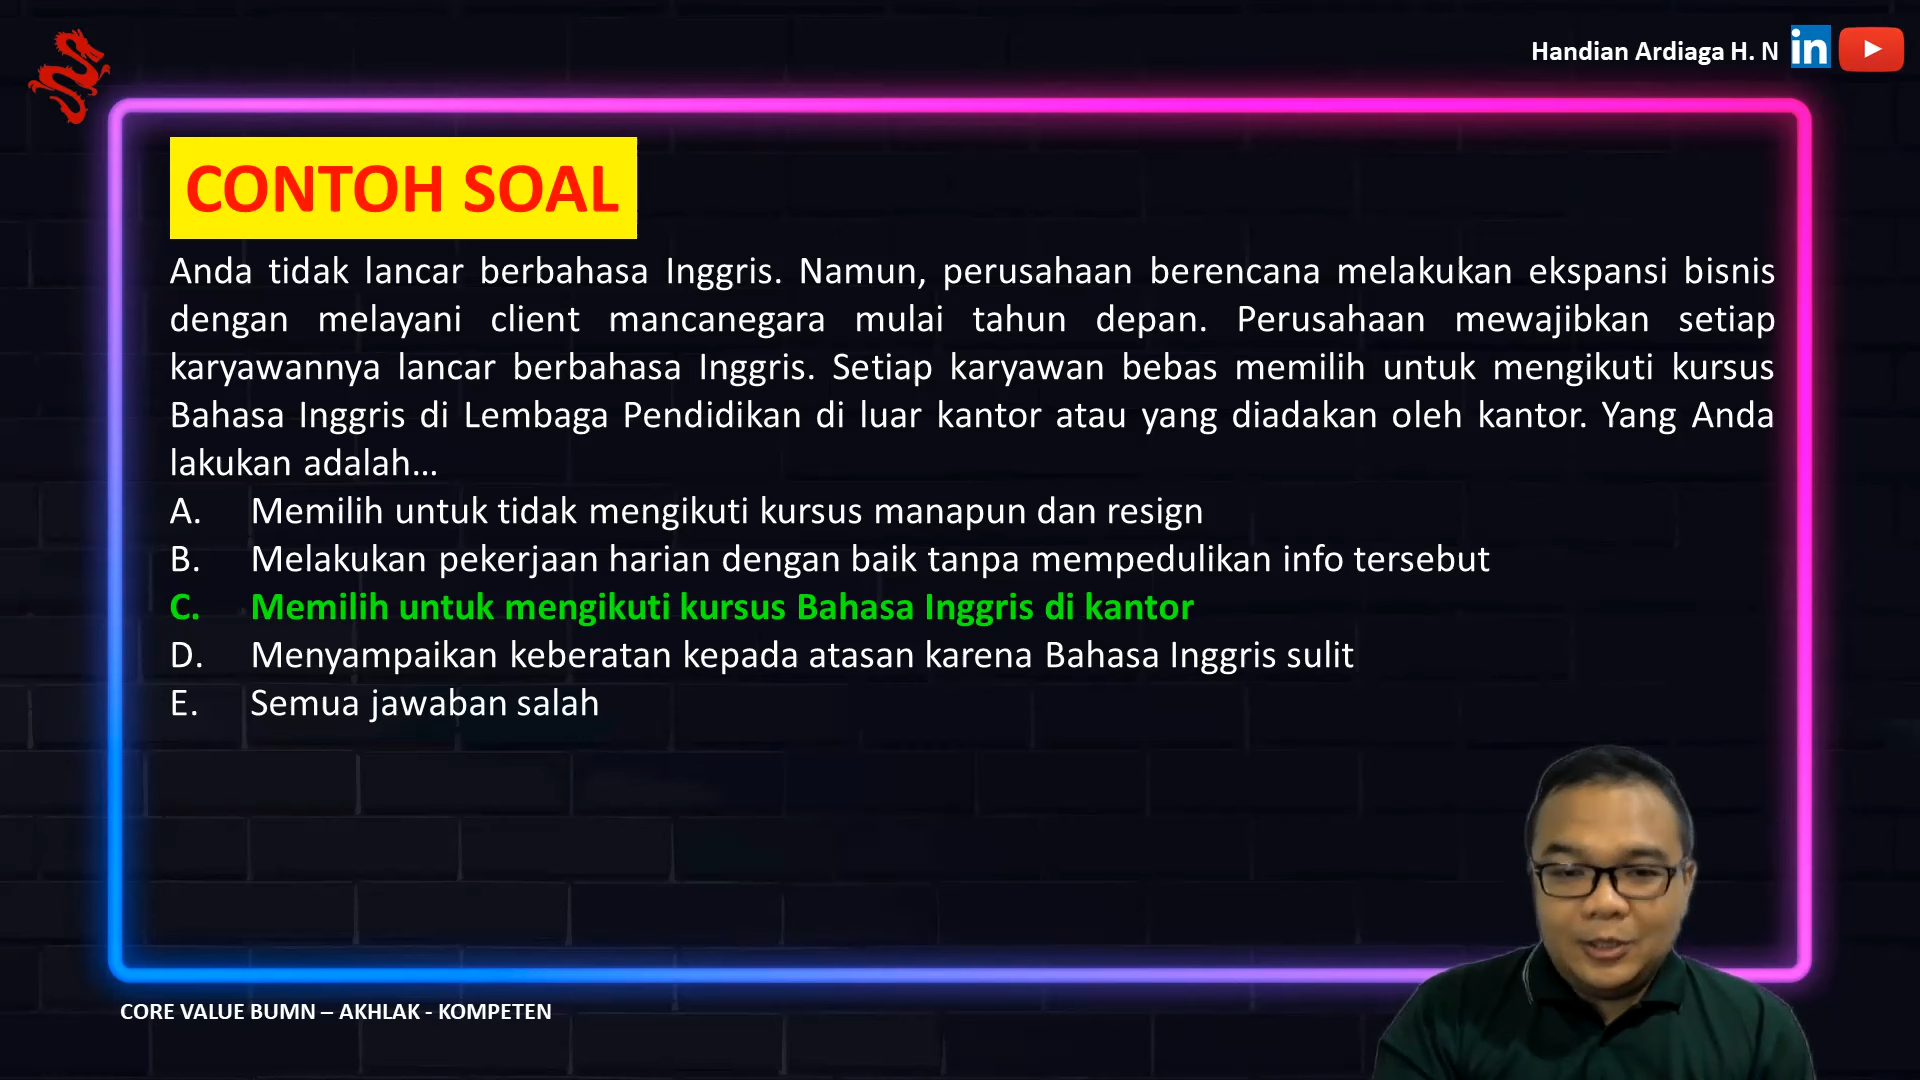 Handian Ardiaga H. N in
CONTOH SOAL
Anda tidak lancar berbahasa Inggris. Namun, perusahaan berencana melakukan ekspansi bisnis
dengan melayani client mancanegara mulai tahun depan. Perusahaan mewajibkan setiap
karyawannya lancar berbahasa Inggris. Setiap karyawan bebas memilih untuk mengikuti kursus
Bahasa Inggris di Lembaga Pendidikan di luar kantor atau yang diadakan oleh kantor. Yang Anda
lakukan adalah...
A. Memilih untuk tidak mengikuti kursus manapun dan resign
B. Melakukan pekerjaan harian dengan baik tanpa mempedulikan info tersebut
C. Memilih untuk mengikuti kursus Bahasa Inggris di kantor
D. Menyampaikan keberatan kepada atasan karena Bahasa Inggris sulit
E. Semua jawaban salah
CORE VALUE BUMN – AKHLAK - KOMPETEN